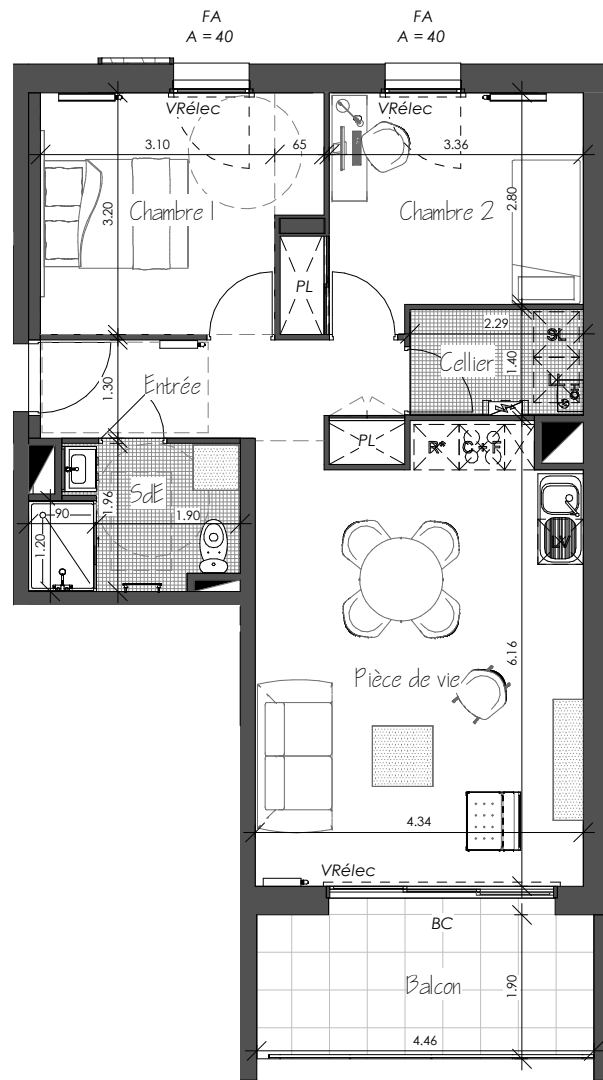 FA
A = 40
FA
A = 40
VRélec
VRélec
3.10
65
3.36
3.20
Chambre 1
Chambre 2
2.80
PL
2.29
SL
1.40
Cellier
LL
1.30
Entrée
PL
R*
C + F
SdE
1.96
90
1.90
1.20
LV
6.16
Pièce de vie
4.34
VRélec
BC
Balcon
1.90
4.46